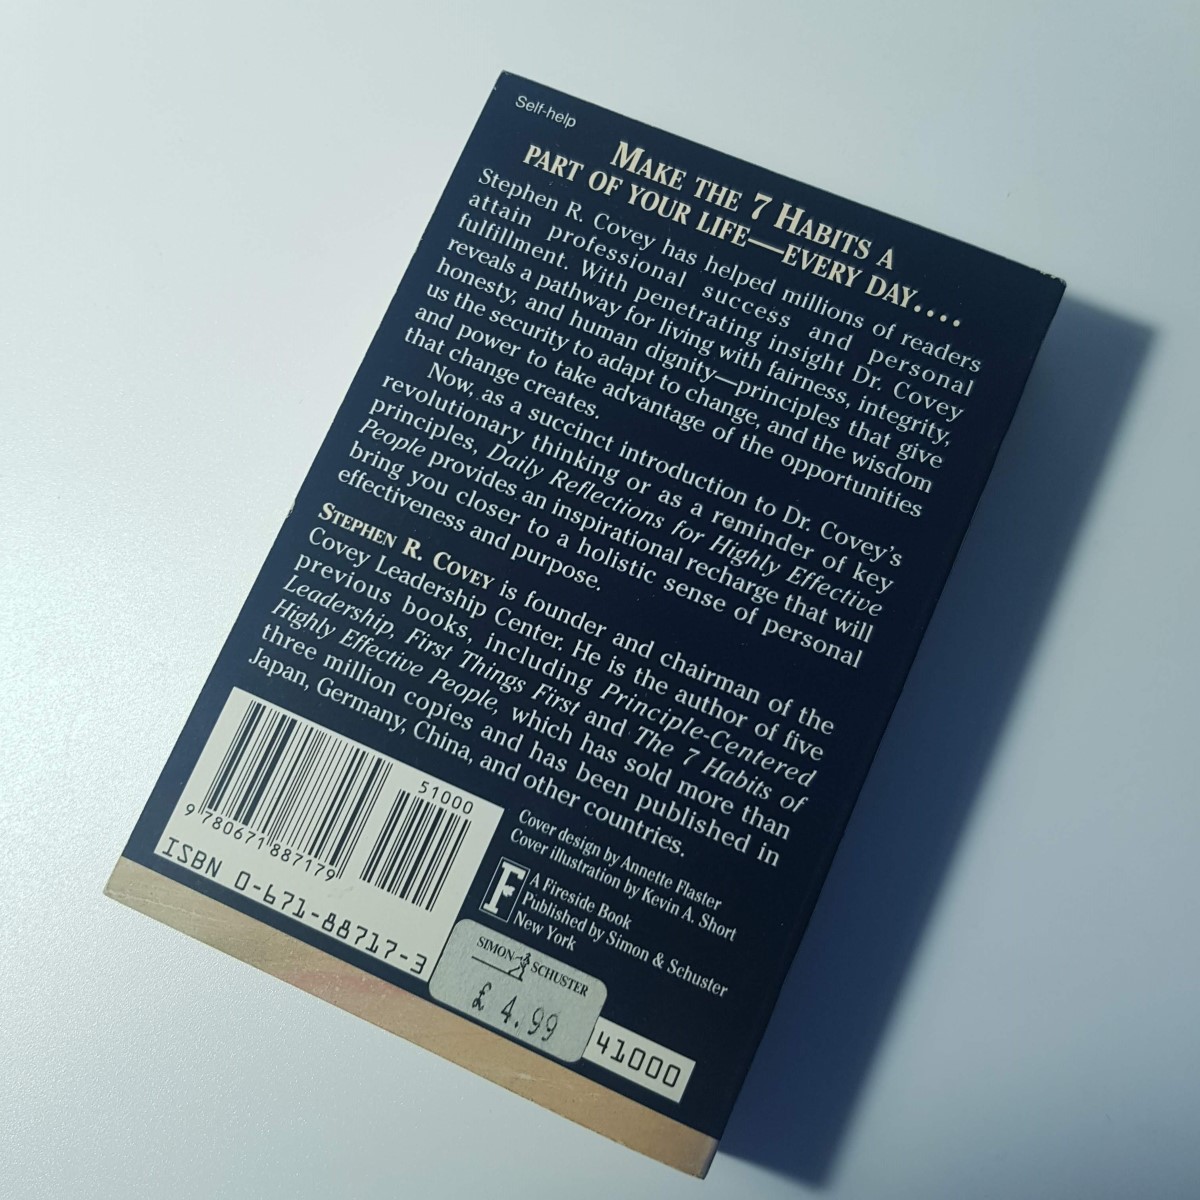 Self-help
MAKE THE 7 HABITS A
PART OF YOUR LIFE—EVERY DAY....
Stephen R. Covey has helped millions of readers
attain professional success and personal
fulfillment. With penetrating insight Dr. Covey
reveals a pathway for living with fairness, integrity,
honesty, and human dignity—principles that give
us the security to adapt to change, and the wisdom
and power to take advantage of the opportunities
that change creates.
Now, as a succinct introduction to Dr. Covey's
revolutionary thinking or as a reminder of key
principles, Daily Reflections for Highly Effective
People provides an inspirational recharge that will
bring you closer to a holistic sense of personal
effectiveness and purpose.
STEPHEN R. COVEY is founder and chairman of the
Covey Leadership Center. He is the author of five
previous books, including Principle-Centered
Leadership, First Things First and The 7 Habits of
Highly Effective People, which has sold more than
three million copies and has been published in
Japan, Germany, China, and other countries.
51000
9 780671 887179
ISBN 0-671-88717-3
Cover design by Annette Flaster
Cover illustration by Kevin A. Short
F
A Fireside Book
Published by Simon & Schuster
New York
SIMON SCHUSTER
£ 4.99
41000